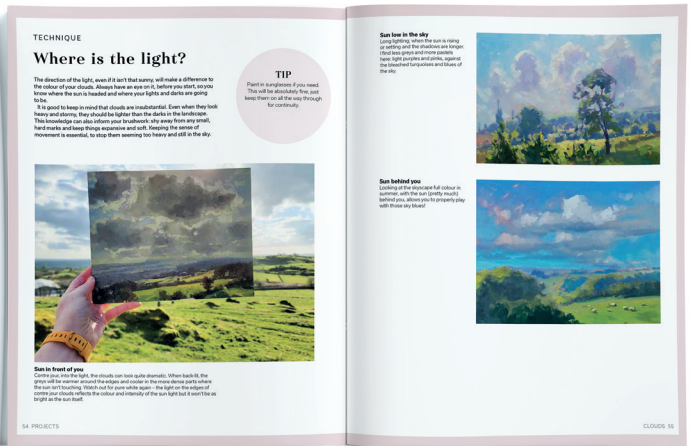 TECHNIQUE
Where is the light?
The direction of the light, even if it isn't that sunny, will make a difference to
the colour of your clouds. Always have an eye on it, before you start, so you
know where the sun is headed and where your lights and darks are going
to be.
It is good to keep in mind that clouds are insubstantial. Even when they look
heavy and stormy, they should be lighter than the darks in the landscape.
This knowledge can also inform your brushwork: shy away from any small,
hard marks and keep things expansive and soft. Keeping the sense of
movement is essential, to stop them seeming too heavy and still in the sky.
TIP
Paint in sunglasses if you need.
This will be absolutely fine, just
keep them on all the way through
for continuity.
Sun in front of you
Contre jour, into the light, the clouds can look quite dramatic. When back-lit, the
greys will be warmer around the edges and cooler in the more dense parts where
the sun isn't touching. Watch out for pure white again – the light on the edges of
contre jour clouds reflects the colour and intensity of the sun light but it won't be as
bright as the sun itself.
54 PROJECTS
Sun low in the sky
Long lighting; when the sun is rising
or setting and the shadows are longer.
I find less greys and more pastels
here: light purples and pinks, against
the bleached turquoises and blues of
the sky.
Sun behind you
Looking at the skyscape full colour in
summer, with the sun (pretty much)
behind you, allows you to properly play
with those sky blues!
CLOUDS 55